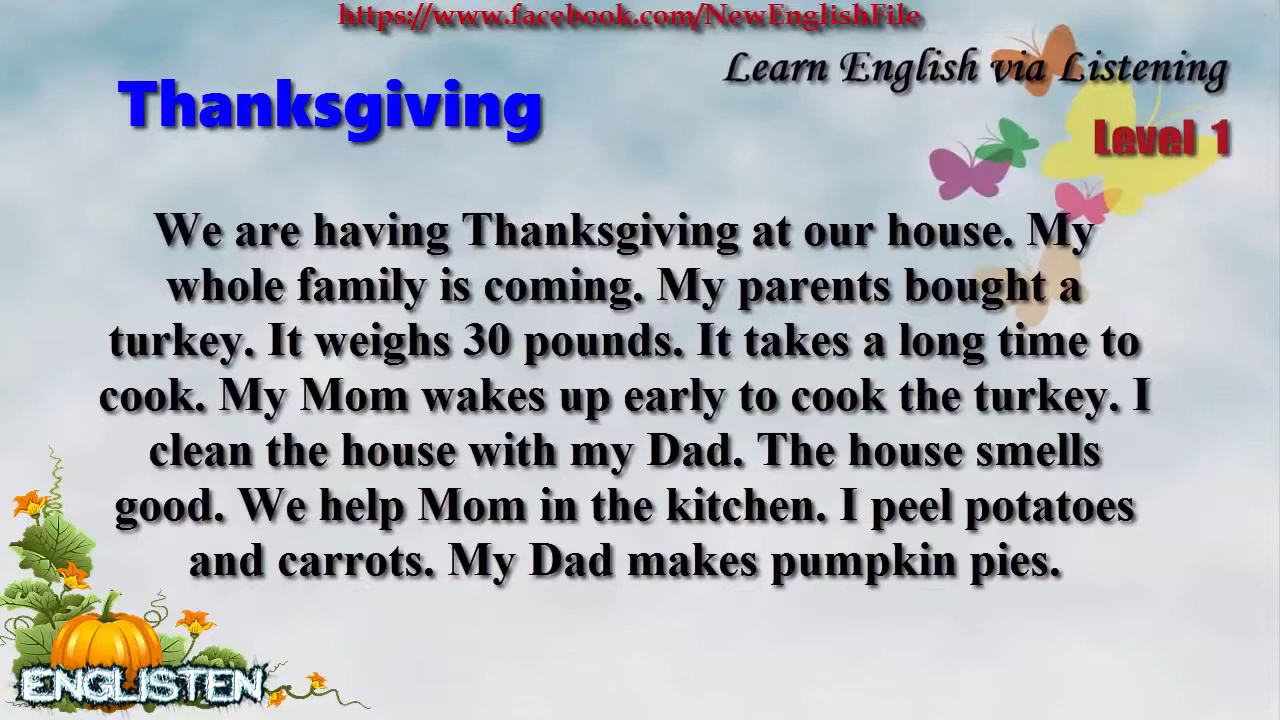 https://www.facebook.com/NewEnglishFile
Learn English via Listening
Thanksgiving
Level 1
We are having Thanksgiving at our house. My
whole family is coming. My parents bought a
turkey. It weighs 30 pounds. It takes a long time to
cook. My Mom wakes up early to cook the turkey. I
clean the house with my Dad. The house smells
good. We help Mom in the kitchen. I peel potatoes
and carrots. My Dad makes pumpkin pies.
ENGLISTEN